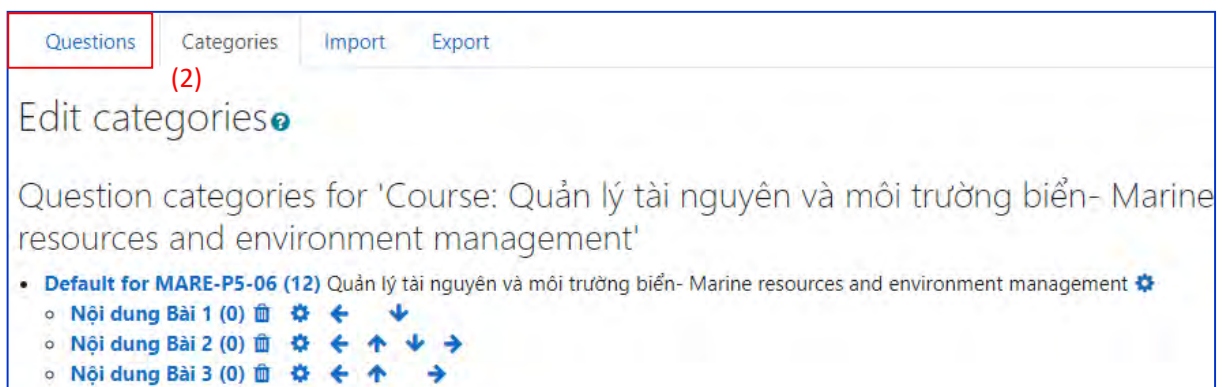 Questions Categories Import Export
(2)
Edit categories
Question categories for 'Course: Quản lý tài nguyên và môi trường biển- Marine
resources and environment management'
Default for MARE-P5-06 (12) Quản lý tài nguyên và môi trường biển- Marine resources and environment management
Nội dung Bài 1 (0)
Nội dung Bài 2 (0)
Nội dung Bài 3 (0)